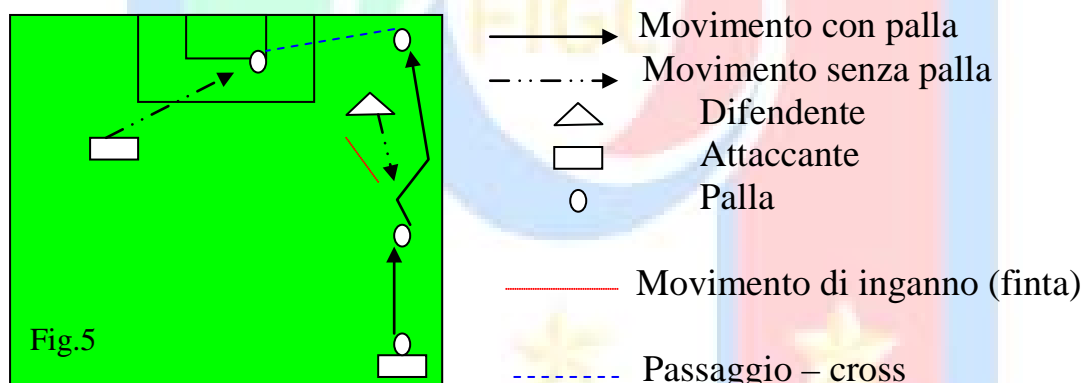 Movimento con palla
Movimento senza palla
Difendente
Attaccante
Palla
Movimento di inganno (finta)
Fig.5
Passaggio – cross